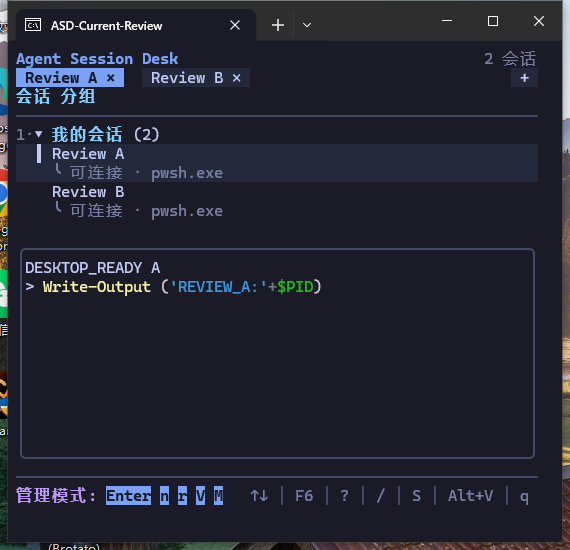 ASD-Current-Review
Agent Session Desk 2 会话
Review A × Review B × +
会话 分组
1·▾ 我的会话 (2)
Review A
╰ 可连接 · pwsh.exe
Review B
╰ 可连接 · pwsh.exe
DESKTOP_READY A
> Write-Output ('REVIEW_A:'+$PID)
管理模式: Enter n r V M ↑↓ │ F6 │ ? │ / │ S │ Alt+V │ q
(Brotato)